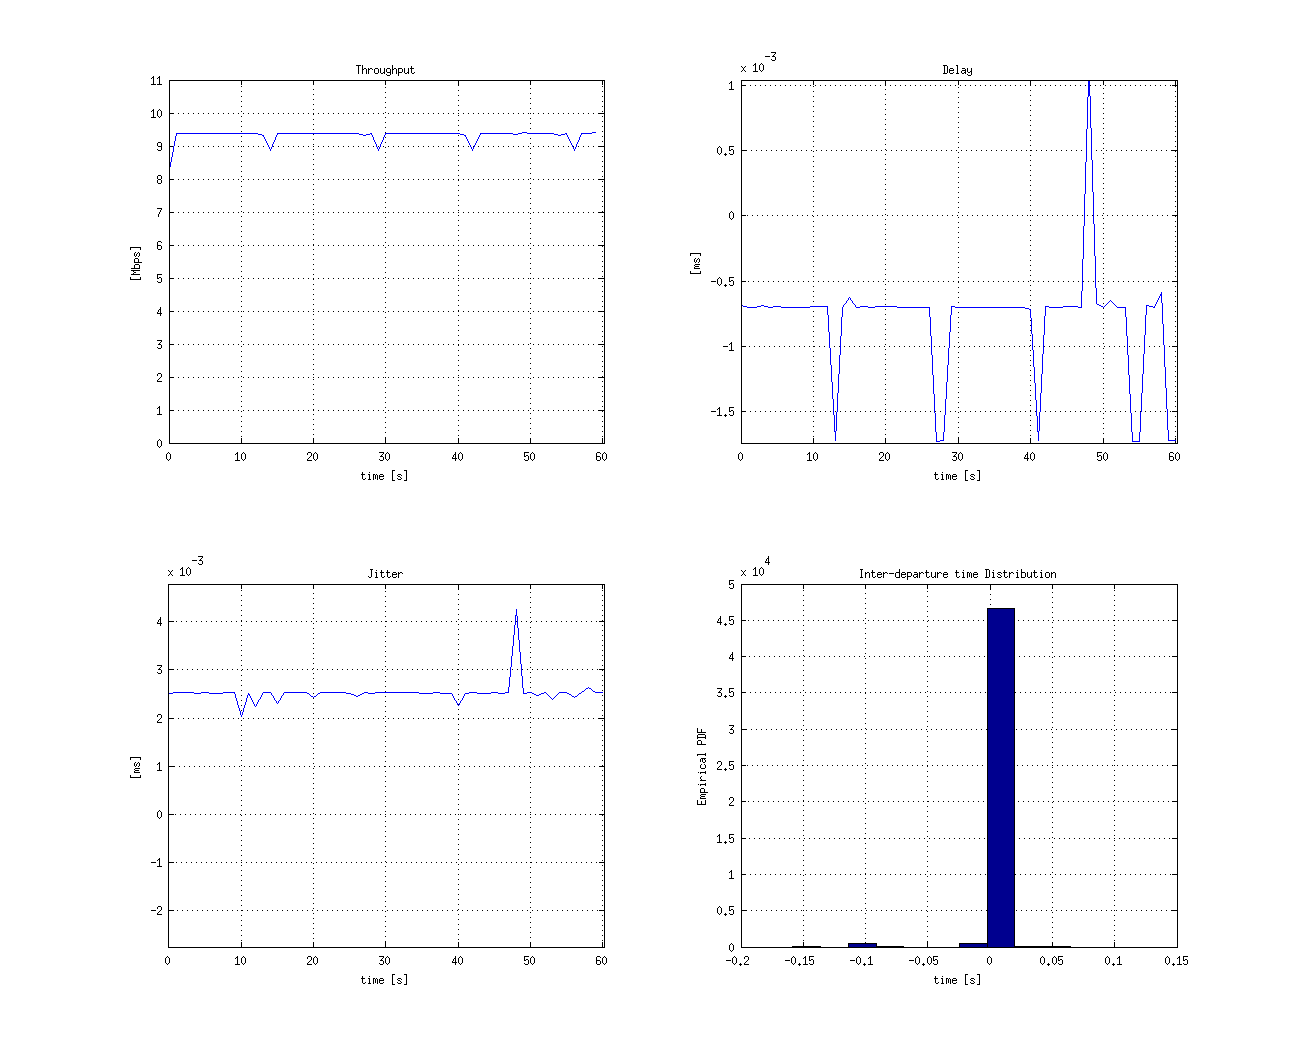 Throughput
11
10
9
8
7
6
5
4
3
2
1
0
[Mbps]
0 10 20 30 40 50 60
time [s]
x 10^-3
Delay
1
0.5
0
-0.5
-1
-1.5
[ms]
0 10 20 30 40 50 60
time [s]
x 10^-3
Jitter
4
3
2
1
0
-1
-2
[ms]
0 10 20 30 40 50 60
time [s]
x 10^4
Inter-departure time Distribution
5
4.5
4
3.5
3
2.5
2
1.5
1
0.5
0
Empirical PDF
-0.2 -0.15 -0.1 -0.05 0 0.05 0.1 0.15
time [s]